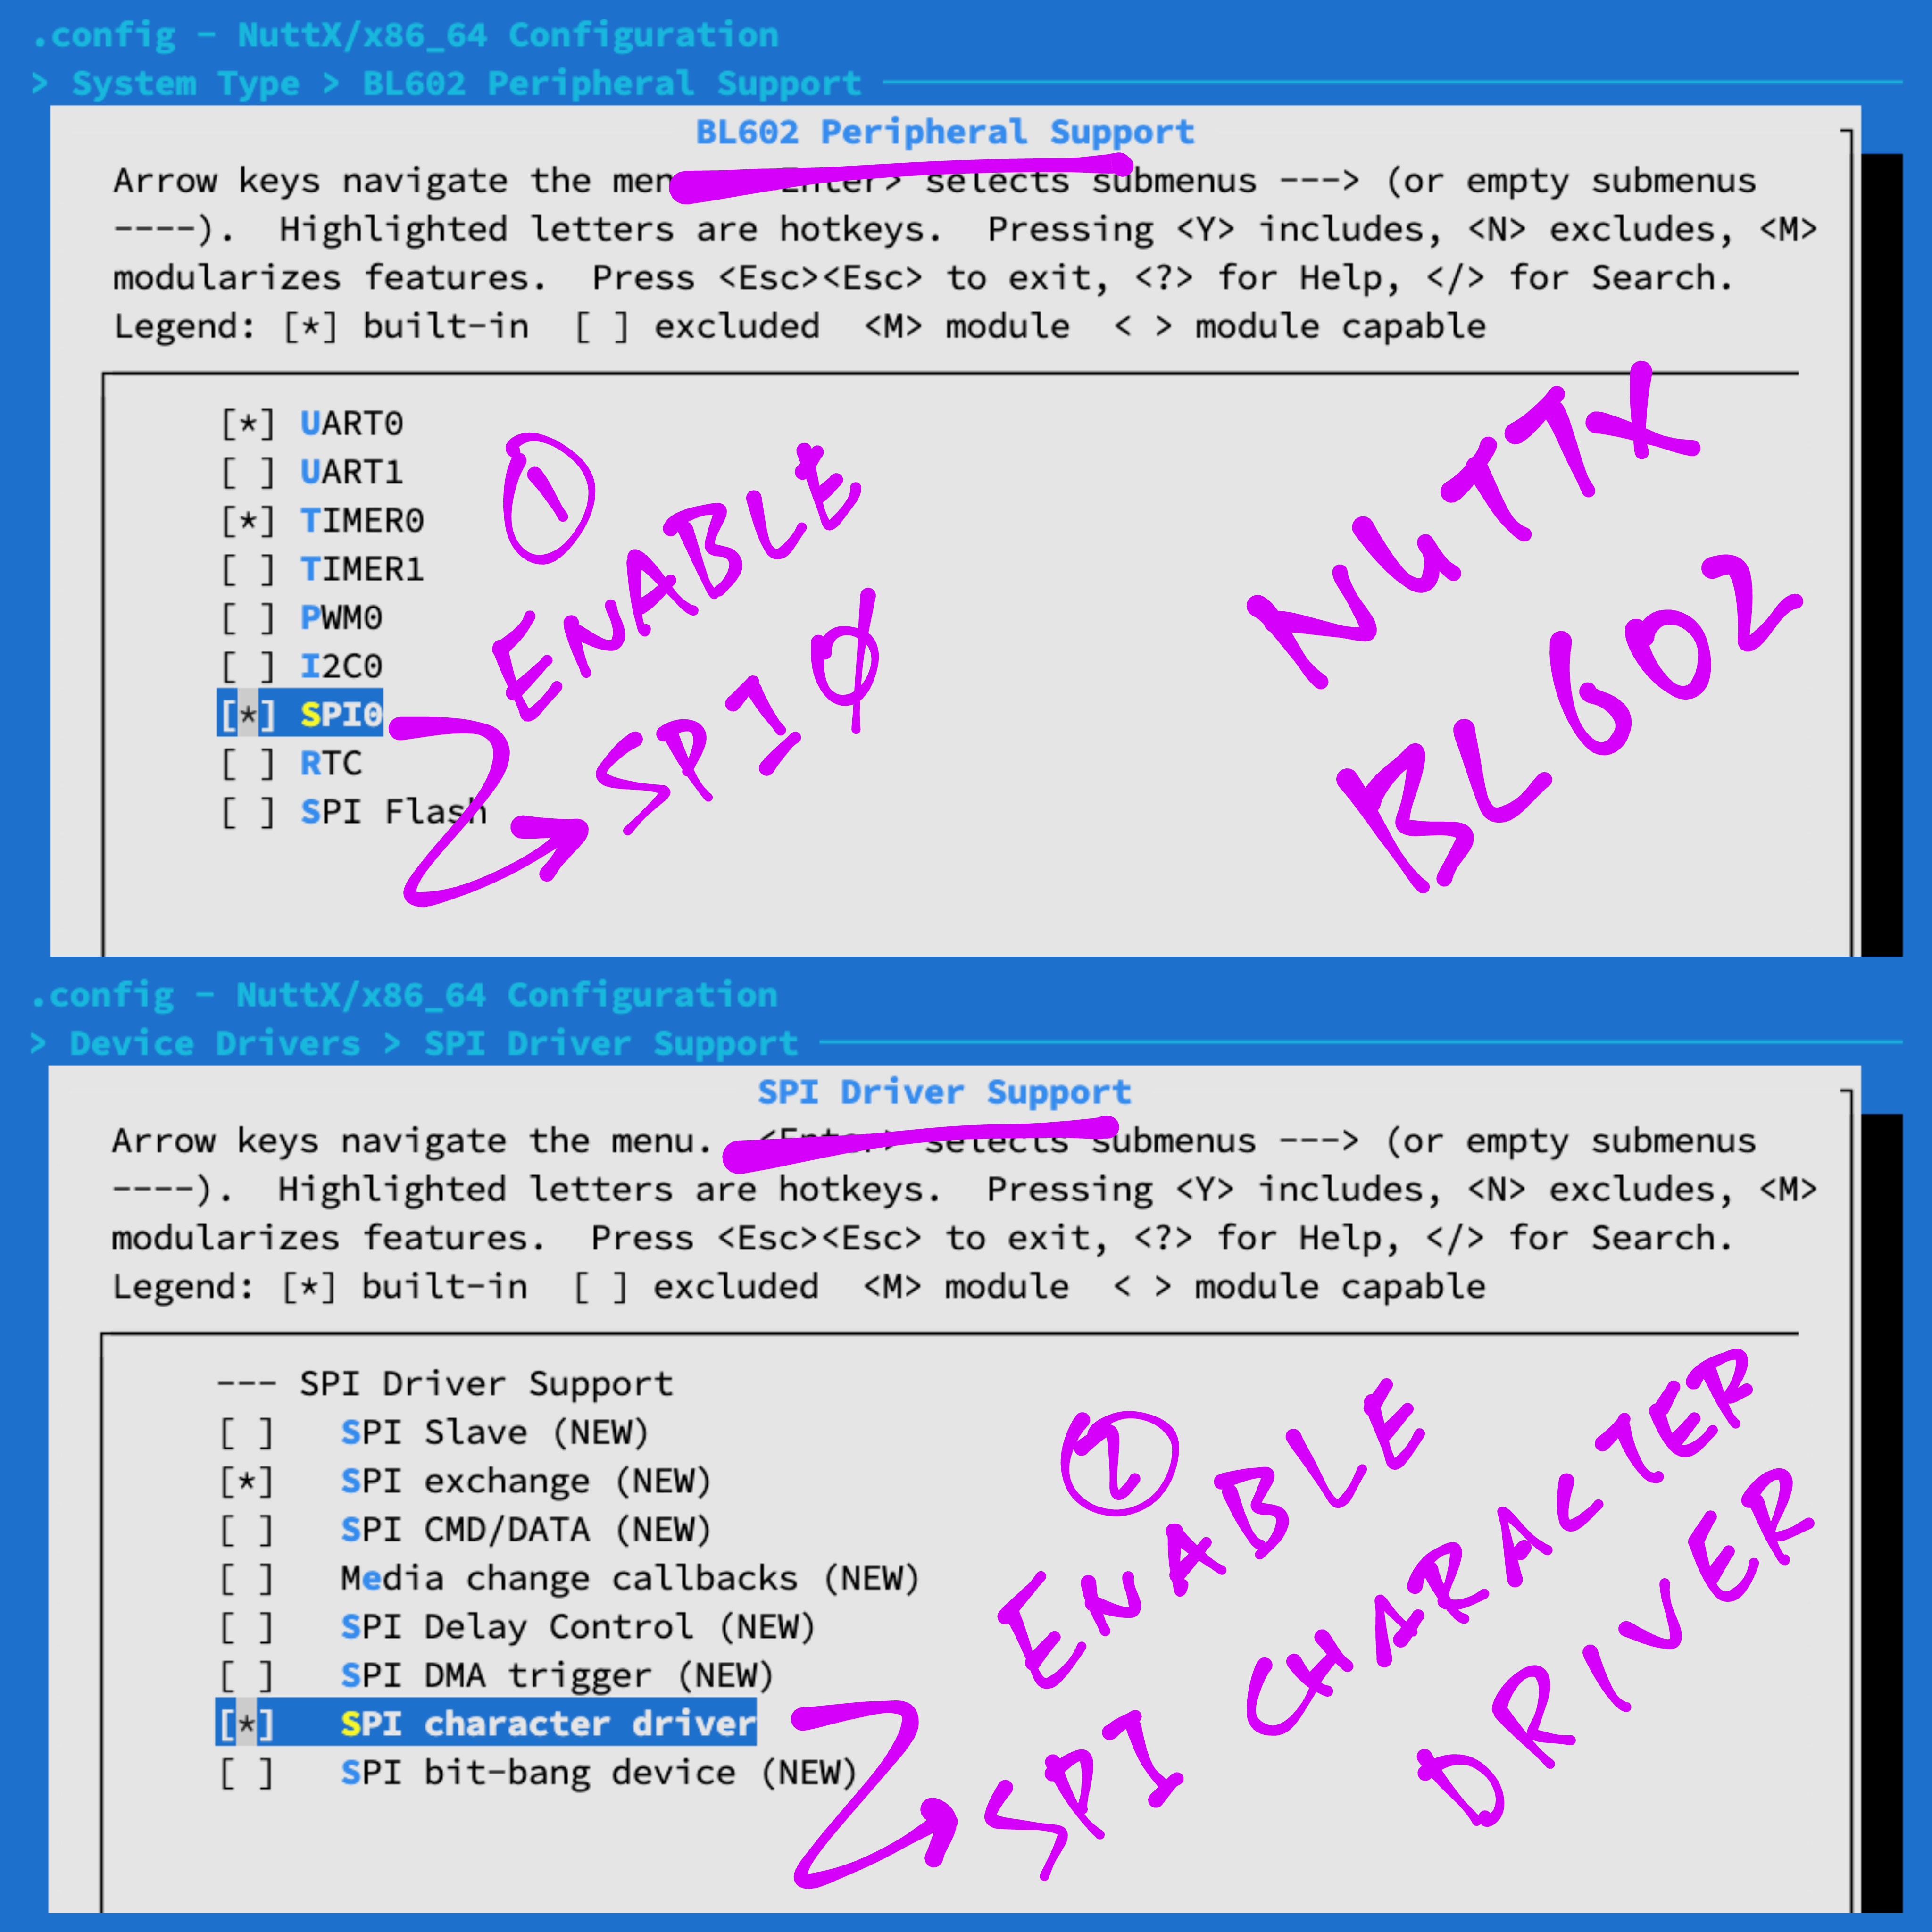 .config - NuttX/x86_64 Configuration
> System Type > BL602 Peripheral Support
BL602 Peripheral Support
Arrow keys navigate the men Enter> selects submenus ---> (or empty submenus
----).  Highlighted letters are hotkeys.  Pressing <Y> includes, <N> excludes, <M>
modularizes features.  Press <Esc><Esc> to exit, <?> for Help, </> for Search.
Legend: [*] built-in  [ ] excluded  <M> module  < > module capable
[*] UART0
[ ] UART1
[*] TIMER0
[ ] TIMER1
[ ] PWM0
[ ] I2C0
[*] SPI0
[ ] RTC
[ ] SPI Flash
1
ENABLE
SPI0
NUTTX
BL602
.config - NuttX/x86_64 Configuration
> Device Drivers > SPI Driver Support
SPI Driver Support
Arrow keys navigate the menu.  <Enter> selects submenus ---> (or empty submenus
----).  Highlighted letters are hotkeys.  Pressing <Y> includes, <N> excludes, <M>
modularizes features.  Press <Esc><Esc> to exit, <?> for Help, </> for Search.
Legend: [*] built-in  [ ] excluded  <M> module  < > module capable
--- SPI Driver Support
[ ]   SPI Slave (NEW)
[*]   SPI exchange (NEW)
[ ]   SPI CMD/DATA (NEW)
[ ]   Media change callbacks (NEW)
[ ]   SPI Delay Control (NEW)
[ ]   SPI DMA trigger (NEW)
[*]   SPI character driver
[ ]   SPI bit-bang device (NEW)
2
ENABLE
SPI CHARACTER
DRIVER